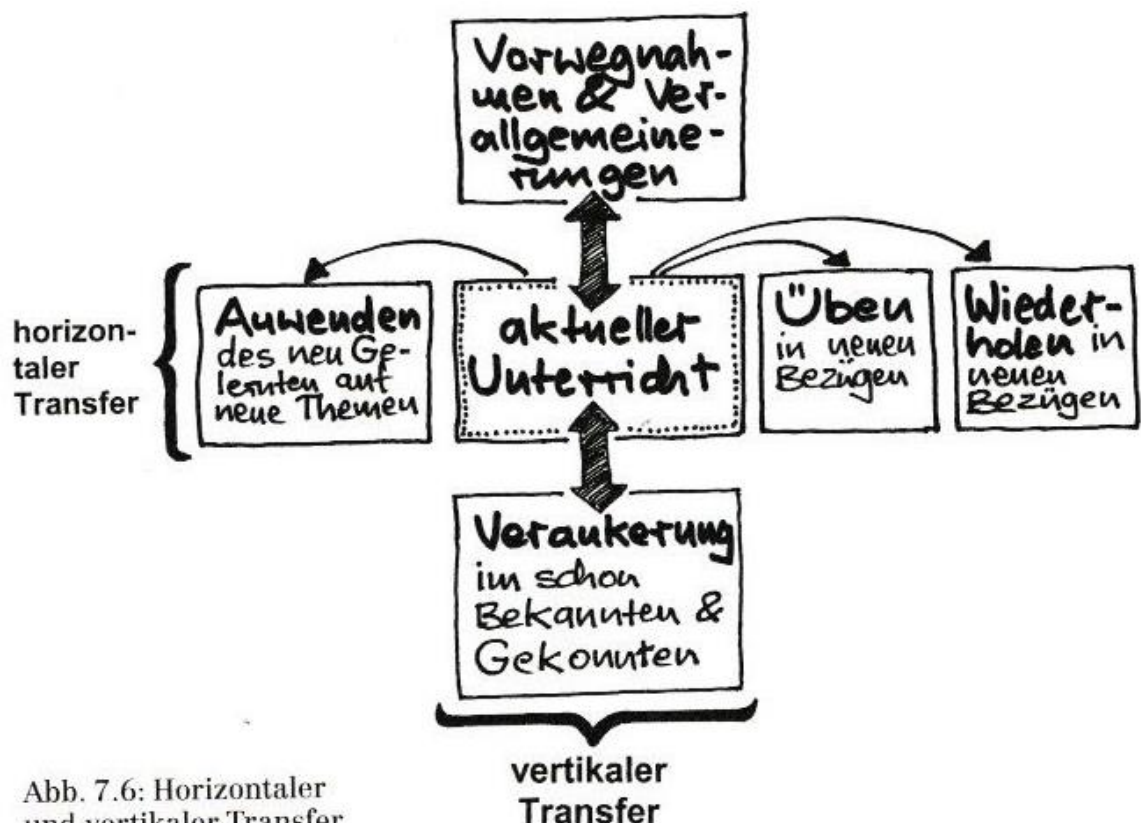 Vorwegnah-
men & Ver-
allgemeine-
rungen
horizon-
taler
Transfer
Anwenden
des neu Ge-
lernten auf
neue Themen
aktueller
Unterricht
Üben
in neuen
Bezügen
Wieder-
holen in
neuen
Bezügen
Verankerung
im schon
Bekannten &
Gekonnten
vertikaler
Transfer
Abb. 7.6: Horizontaler
und vertikaler Transfer